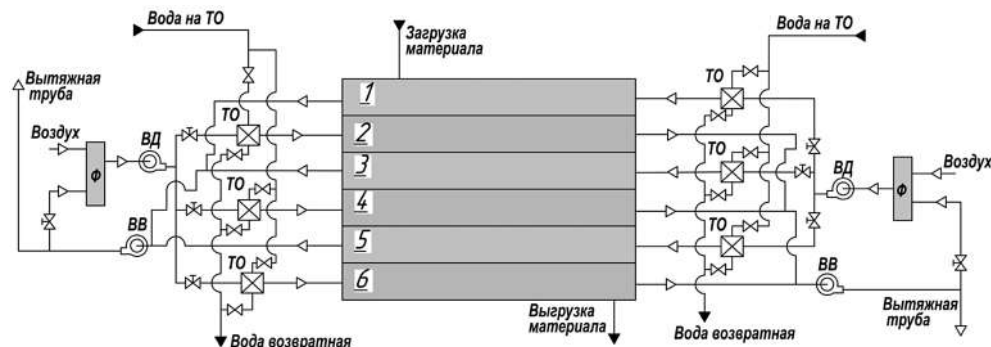 Вода на ТО
Загрузка
материала
Вода на ТО
Вытяжная
труба
ТО
1
ТО
Воздух
ВД
2
ТО
3
ТО
ВД
Воздух
Ф
ТО
4
Ф
ВВ
5
ТО
ТО
6
ВВ
Выгрузка
материала
Вытяжная
труба
Вода возвратная
Вода возвратная